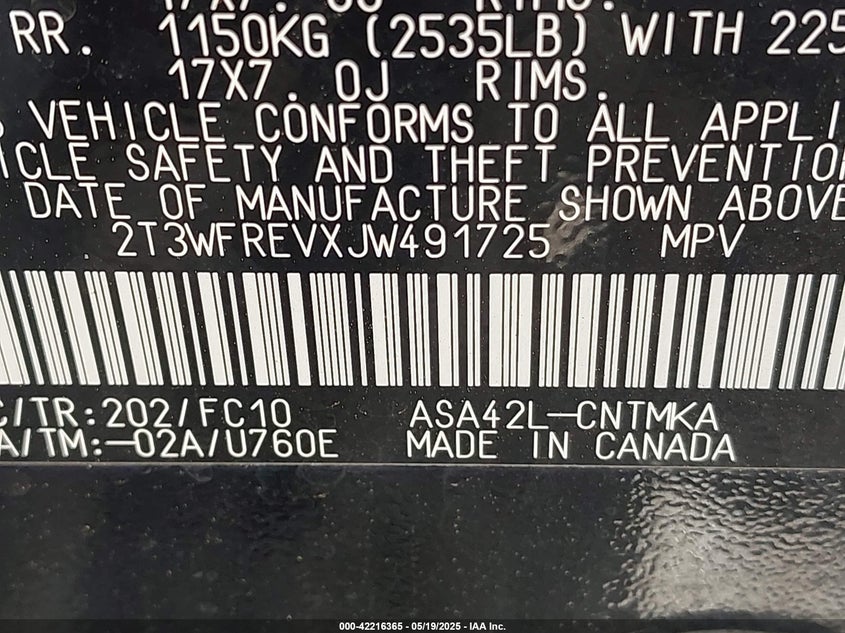 RR. 1150KG (2535LB) WITH 225
17X7.0J RIMS.
VEHICLE CONFORMS TO ALL APPLI
ICLE SAFETY AND THEFT PREVENTION
DATE OF MANUFACTURE SHOWN ABOVE
2T3WFREVXJW491725 MPV
C/TR:202/FC10 ASA42L-CNTMKA
A/TM:-02A/U760E MADE IN CANADA
000-42216365 / 05/19/2025 - IAA Inc.